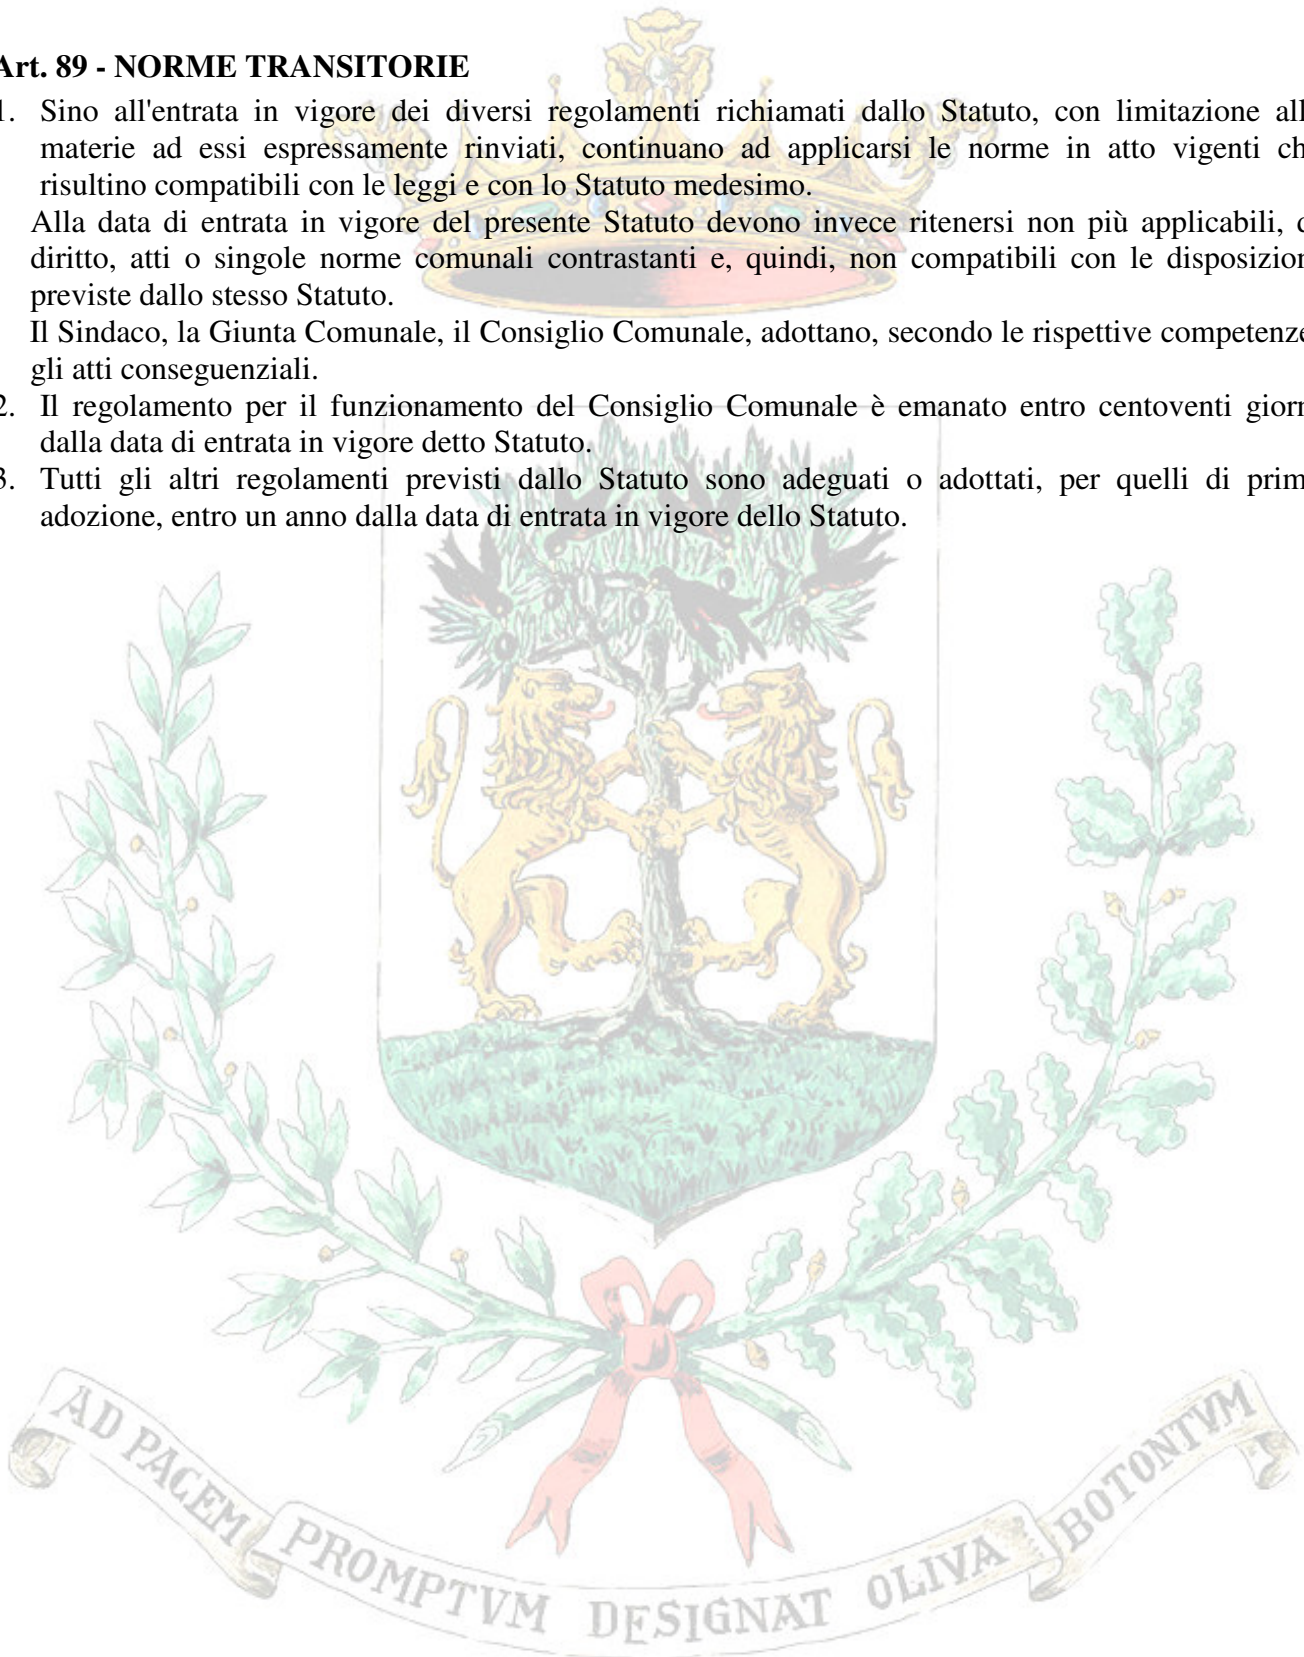 Art. 89 - NORME TRANSITORIE
1. Sino all'entrata in vigore dei diversi regolamenti richiamati dallo Statuto, con limitazione all
materie ad essi espressamente rinviati, continuano ad applicarsi le norme in atto vigenti ch
risultino compatibili con le leggi e con lo Statuto medesimo.
Alla data di entrata in vigore del presente Statuto devono invece ritenersi non più applicabili, d
diritto, atti o singole norme comunali contrastanti e, quindi, non compatibili con le disposizion
previste dallo stesso Statuto.
Il Sindaco, la Giunta Comunale, il Consiglio Comunale, adottano, secondo le rispettive competenze
gli atti conseguenziali.
2. Il regolamento per il funzionamento del Consiglio Comunale è emanato entro centoventi giorn
dalla data di entrata in vigore detto Statuto.
3. Tutti gli altri regolamenti previsti dallo Statuto sono adeguati o adottati, per quelli di prim
adozione, entro un anno dalla data di entrata in vigore dello Statuto.
AD PACEM PROMPTVM DESIGNAT OLIVA BOTONTVM